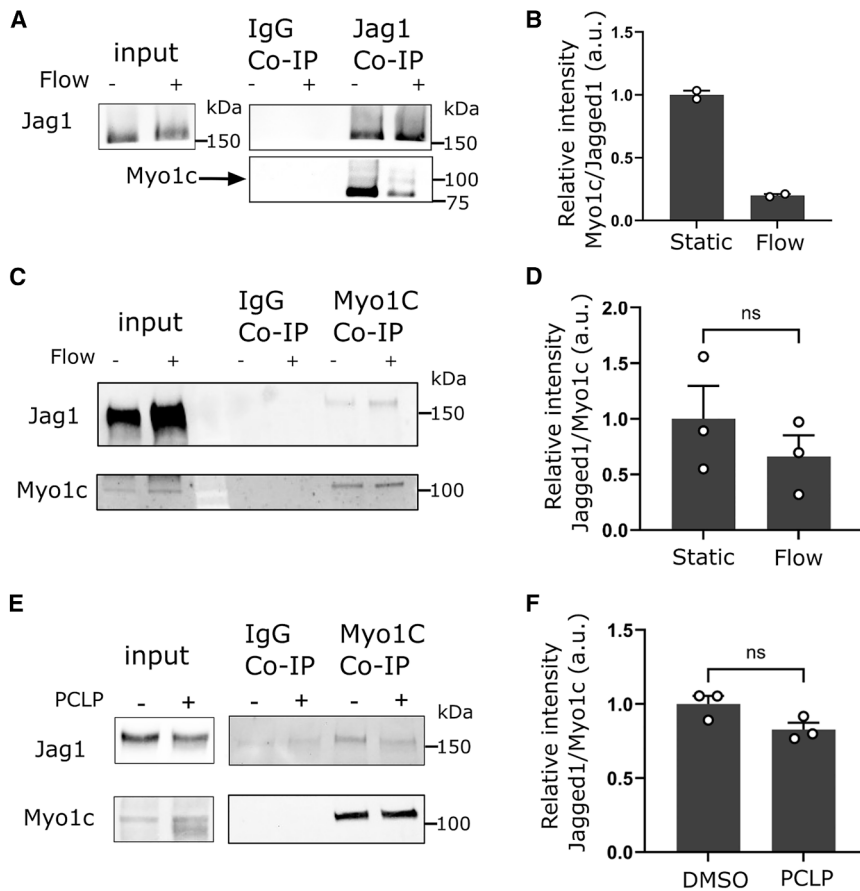 A
input
IgG
Co-IP
Jag1
Co-IP
Flow - + - + - +
kDa kDa
Jag1
150 150
Myo1c
100
75
B
Relative intensity
Myo1c/Jagged1 (a.u.)
1.5
1.0
0.5
0.0
Static Flow
C
input
IgG
Co-IP
Myo1C
Co-IP
Flow - + - + - +
kDa
Jag1 150
Myo1c 100
D
Relative intensity
Jagged1/Myo1c (a.u.)
2.0
1.5
1.0
0.5
0.0
ns
Static Flow
E
input
IgG
Co-IP
Myo1C
Co-IP
PCLP - + - + - +
kDa
Jag1 150
Myo1c 100
F
Relative intensity
Jagged1/Myo1c (a.u.)
1.5
1.0
0.5
0.0
ns
DMSO PCLP